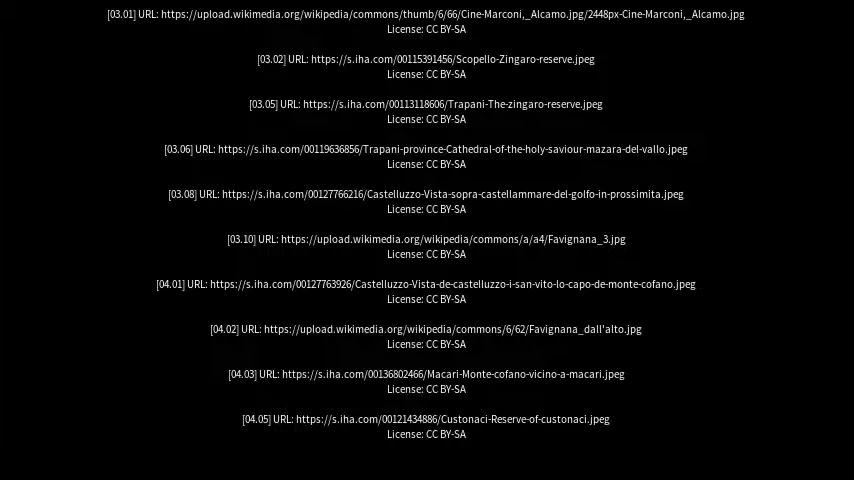 [03.01] URL: https://upload.wikimedia.org/wikipedia/commons/thumb/6/66/Cine-Marconi,_Alcamo.jpg/2448px-Cine-Marconi,_Alcamo.jpg
License: CC BY-SA
[03.02] URL: https://s.iha.com/00115391456/Scopello-Zingaro-reserve.jpeg
License: CC BY-SA
[03.05] URL: https://s.iha.com/00113118606/Trapani-The-zingaro-reserve.jpeg
License: CC BY-SA
[03.06] URL: https://s.iha.com/00119636856/Trapani-province-Cathedral-of-the-holy-saviour-mazara-del-vallo.jpeg
License: CC BY-SA
[03.08] URL: https://s.iha.com/00127766216/Castelluzzo-Vista-sopra-castellammare-del-golfo-in-prossimita.jpeg
License: CC BY-SA
[03.10] URL: https://upload.wikimedia.org/wikipedia/commons/a/a4/Favignana_3.jpg
License: CC BY-SA
[04.01] URL: https://s.iha.com/00127763926/Castelluzzo-Vista-de-castelluzzo-i-san-vito-lo-capo-de-monte-cofano.jpeg
License: CC BY-SA
[04.02] URL: https://upload.wikimedia.org/wikipedia/commons/6/62/Favignana_dall'alto.jpg
License: CC BY-SA
[04.03] URL: https://s.iha.com/00136802466/Macari-Monte-cofano-vicino-a-macari.jpeg
License: CC BY-SA
[04.05] URL: https://s.iha.com/00121434886/Custonaci-Reserve-of-custonaci.jpeg
License: CC BY-SA